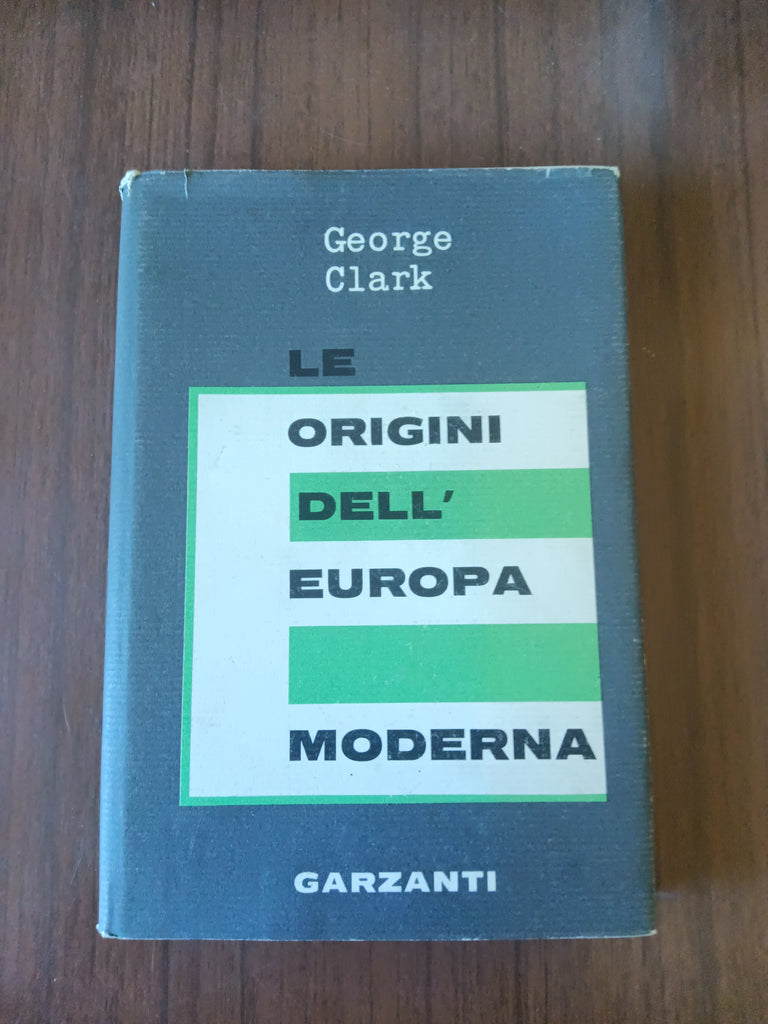 George
Clark
LE
ORIGINI
DELL'
EUROPA
MODERNA
GARZANTI